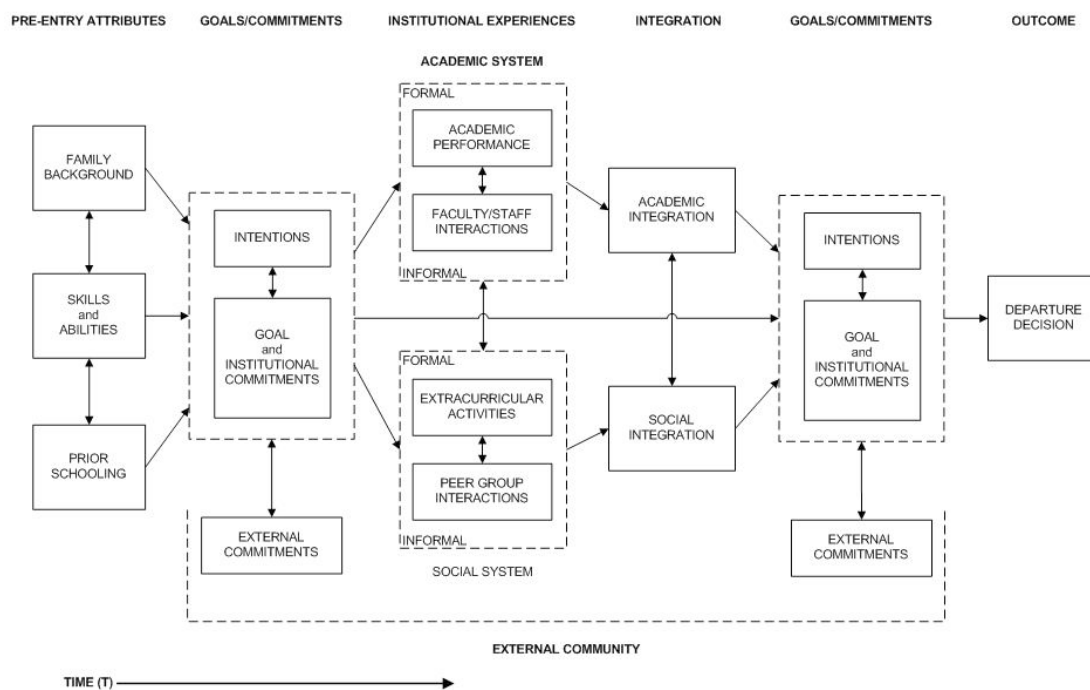 PRE-ENTRY ATTRIBUTES
GOALS/COMMITMENTS
INSTITUTIONAL EXPERIENCES
INTEGRATION
GOALS/COMMITMENTS
OUTCOME
ACADEMIC SYSTEM
FORMAL
ACADEMIC
PERFORMANCE
FACULTY/STAFF
INTERACTIONS
INFORMAL
FAMILY
BACKGROUND
SKILLS
and
ABILITIES
PRIOR
SCHOOLING
INTENTIONS
GOAL
and
INSTITUTIONAL
COMMITMENTS
EXTERNAL
COMMITMENTS
FORMAL
EXTRACURRICULAR
ACTIVITIES
PEER GROUP
INTERACTIONS
INFORMAL
SOCIAL SYSTEM
ACADEMIC
INTEGRATION
SOCIAL
INTEGRATION
INTENTIONS
GOAL
and
INSTITUTIONAL
COMMITMENTS
EXTERNAL
COMMITMENTS
DEPARTURE
DECISION
EXTERNAL COMMUNITY
TIME (T)